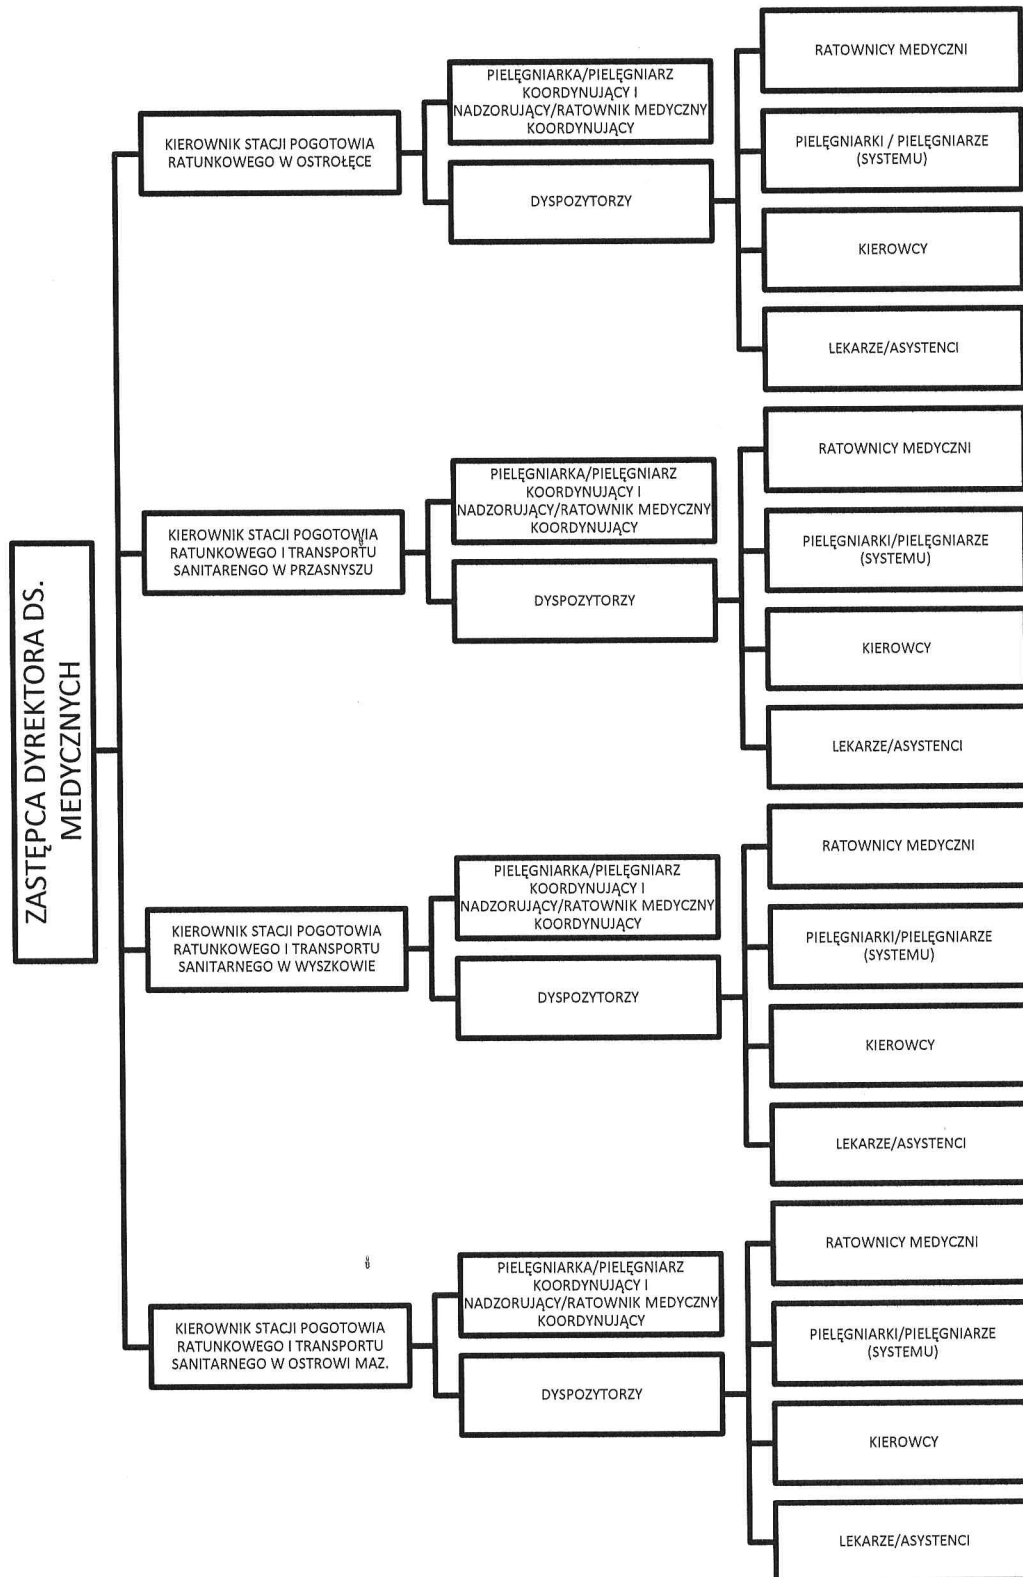 ZASTĘPCA DYREKTORA DS.
MEDYCZNYCH
KIEROWNIK STACJI POGOTOWIA
RATUNKOWEGO W OSTROŁĘCE
PIELĘGNIARKA/PIELĘGNIARZ
KOORDYNUJĄCY I
NADZORUJĄCY/RATOWNIK MEDYCZNY
KOORDYNUJĄCY
DYSPOZYTORZY
RATOWNICY MEDYCZNI
PIELĘGNIARKI / PIELĘGNIARZE
(SYSTEMU)
KIEROWCY
LEKARZE/ASYSTENCI
KIEROWNIK STACJI POGOTOWIA
RATUNKOWEGO I TRANSPORTU
SANITARENGO W PRZASNYSZU
PIELĘGNIARKA/PIELĘGNIARZ
KOORDYNUJĄCY I
NADZORUJĄCY/RATOWNIK MEDYCZNY
KOORDYNUJĄCY
DYSPOZYTORZY
RATOWNICY MEDYCZNI
PIELĘGNIARKI/PIELĘGNIARZE
(SYSTEMU)
KIEROWCY
LEKARZE/ASYSTENCI
KIEROWNIK STACJI POGOTOWIA
RATUNKOWEGO I TRANSPORTU
SANITARNEGO W WYSZKOWIE
PIELĘGNIARKA/PIELĘGNIARZ
KOORDYNUJĄCY I
NADZORUJĄCY/RATOWNIK MEDYCZNY
KOORDYNUJĄCY
DYSPOZYTORZY
RATOWNICY MEDYCZNI
PIELĘGNIARKI/PIELĘGNIARZE
(SYSTEMU)
KIEROWCY
LEKARZE/ASYSTENCI
KIEROWNIK STACJI POGOTOWIA
RATUNKOWEGO I TRANSPORTU
SANITARNEGO W OSTROWI MAZ.
PIELĘGNIARKA/PIELĘGNIARZ
KOORDYNUJĄCY I
NADZORUJĄCY/RATOWNIK MEDYCZNY
KOORDYNUJĄCY
DYSPOZYTORZY
RATOWNICY MEDYCZNI
PIELĘGNIARKI/PIELĘGNIARZE
(SYSTEMU)
KIEROWCY
LEKARZE/ASYSTENCI